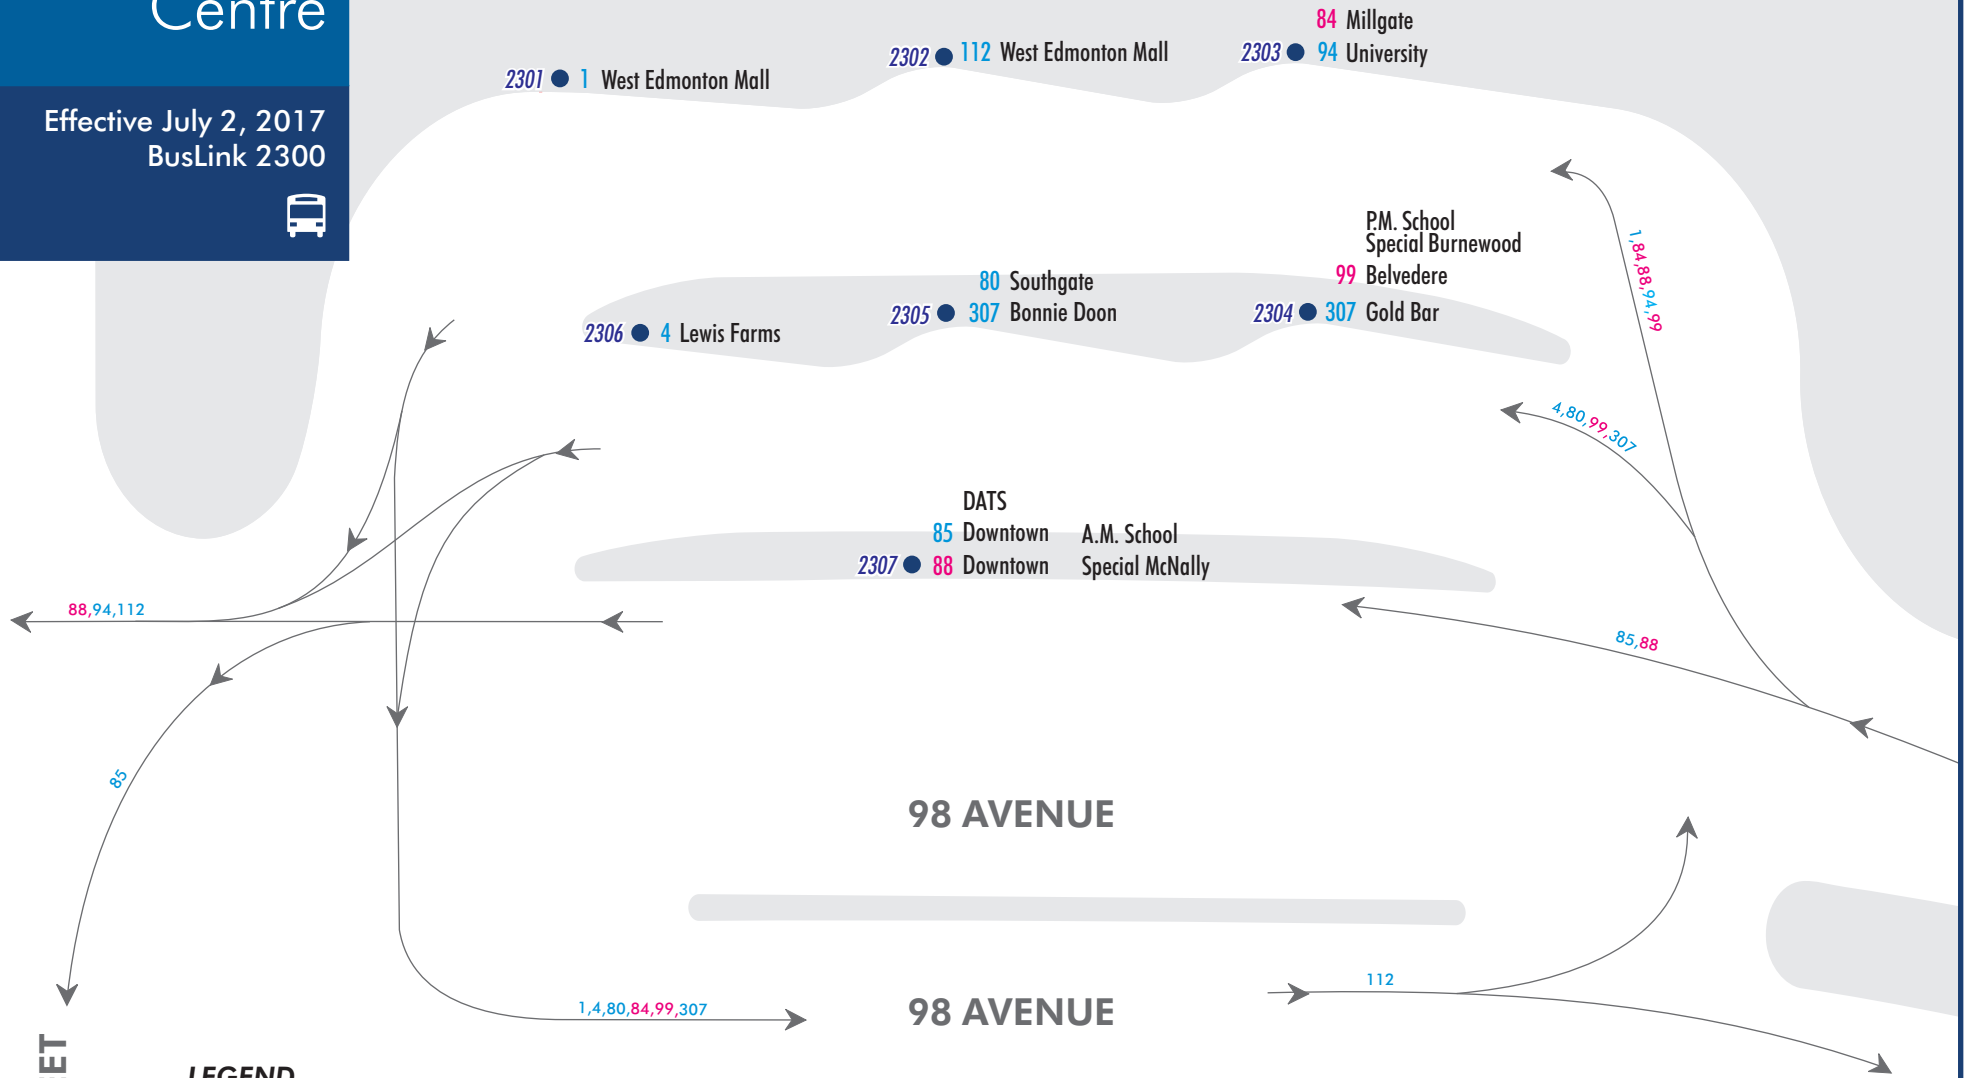 Centre
Effective July 2, 2017
BusLink 2300
2301 1 West Edmonton Mall
2302 112 West Edmonton Mall
84 Millgate
2303 94 University
1,84,88,94,99
P.M. School
Special Burnewood
99 Belvedere
2304 307 Gold Bar
80 Southgate
2305 307 Bonnie Doon
2306 4 Lewis Farms
4,80,99,307
DATS
85 Downtown A.M. School
2307 88 Downtown Special McNally
88,94,112
85,88
85
98 AVENUE
112
1,4,80,84,99,307
98 AVENUE
LEGEND